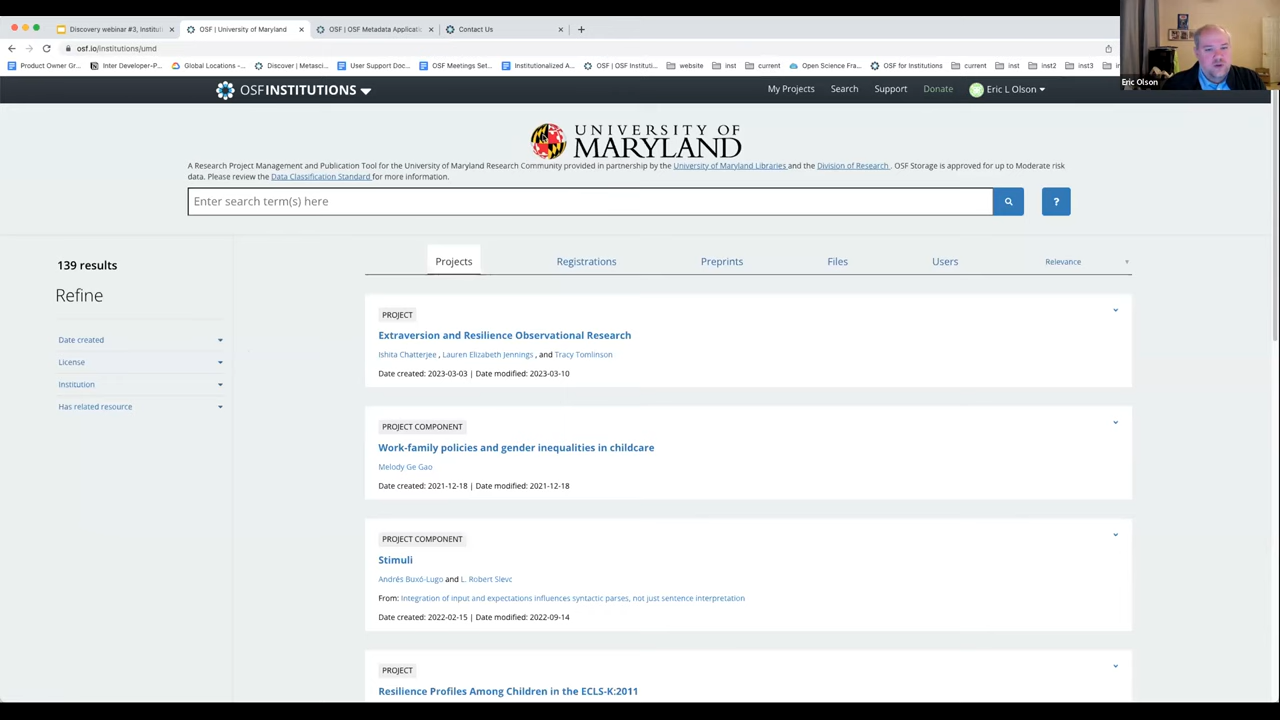 Discovery webinar #3, Instituti
OSF | University of Maryland
OSF | OSF Metadata Applicatio
Contact Us
osf.io/institutions/umd
Product Owner Gr...
Inter Developer-P...
Global Locations -...
Discover | Metasci...
User Support Doc...
OSF Meetings Set...
Institutionalized A...
OSF | OSF Instituti...
website
inst
current
Open Science Fra...
OSF for Institutions
current
inst
inst2
inst3
Eric Olson
OSFINSTITUTIONS
My Projects
Search
Support
Donate
Eric L Olson
UNIVERSITY OF
MARYLAND
A Research Project Management and Publication Tool for the University of Maryland Research Community provided in partnership by the University of Maryland Libraries and the Division of Research . OSF Storage is approved for up to Moderate risk
data. Please review the Data Classification Standard for more information.
Enter search term(s) here
?
139 results
Projects
Registrations
Preprints
Files
Users
Relevance
Refine
Date created
License
Institution
Has related resource
PROJECT
Extraversion and Resilience Observational Research
Ishita Chatterjee , Lauren Elizabeth Jennings , and Tracy Tomlinson
Date created: 2023-03-03 | Date modified: 2023-03-10
PROJECT COMPONENT
Work-family policies and gender inequalities in childcare
Melody Ge Gao
Date created: 2021-12-18 | Date modified: 2021-12-18
PROJECT COMPONENT
Stimuli
Andrés Buxó-Lugo and L. Robert Slevc
From: Integration of input and expectations influences syntactic parses, not just sentence interpretation
Date created: 2022-02-15 | Date modified: 2022-09-14
PROJECT
Resilience Profiles Among Children in the ECLS-K:2011